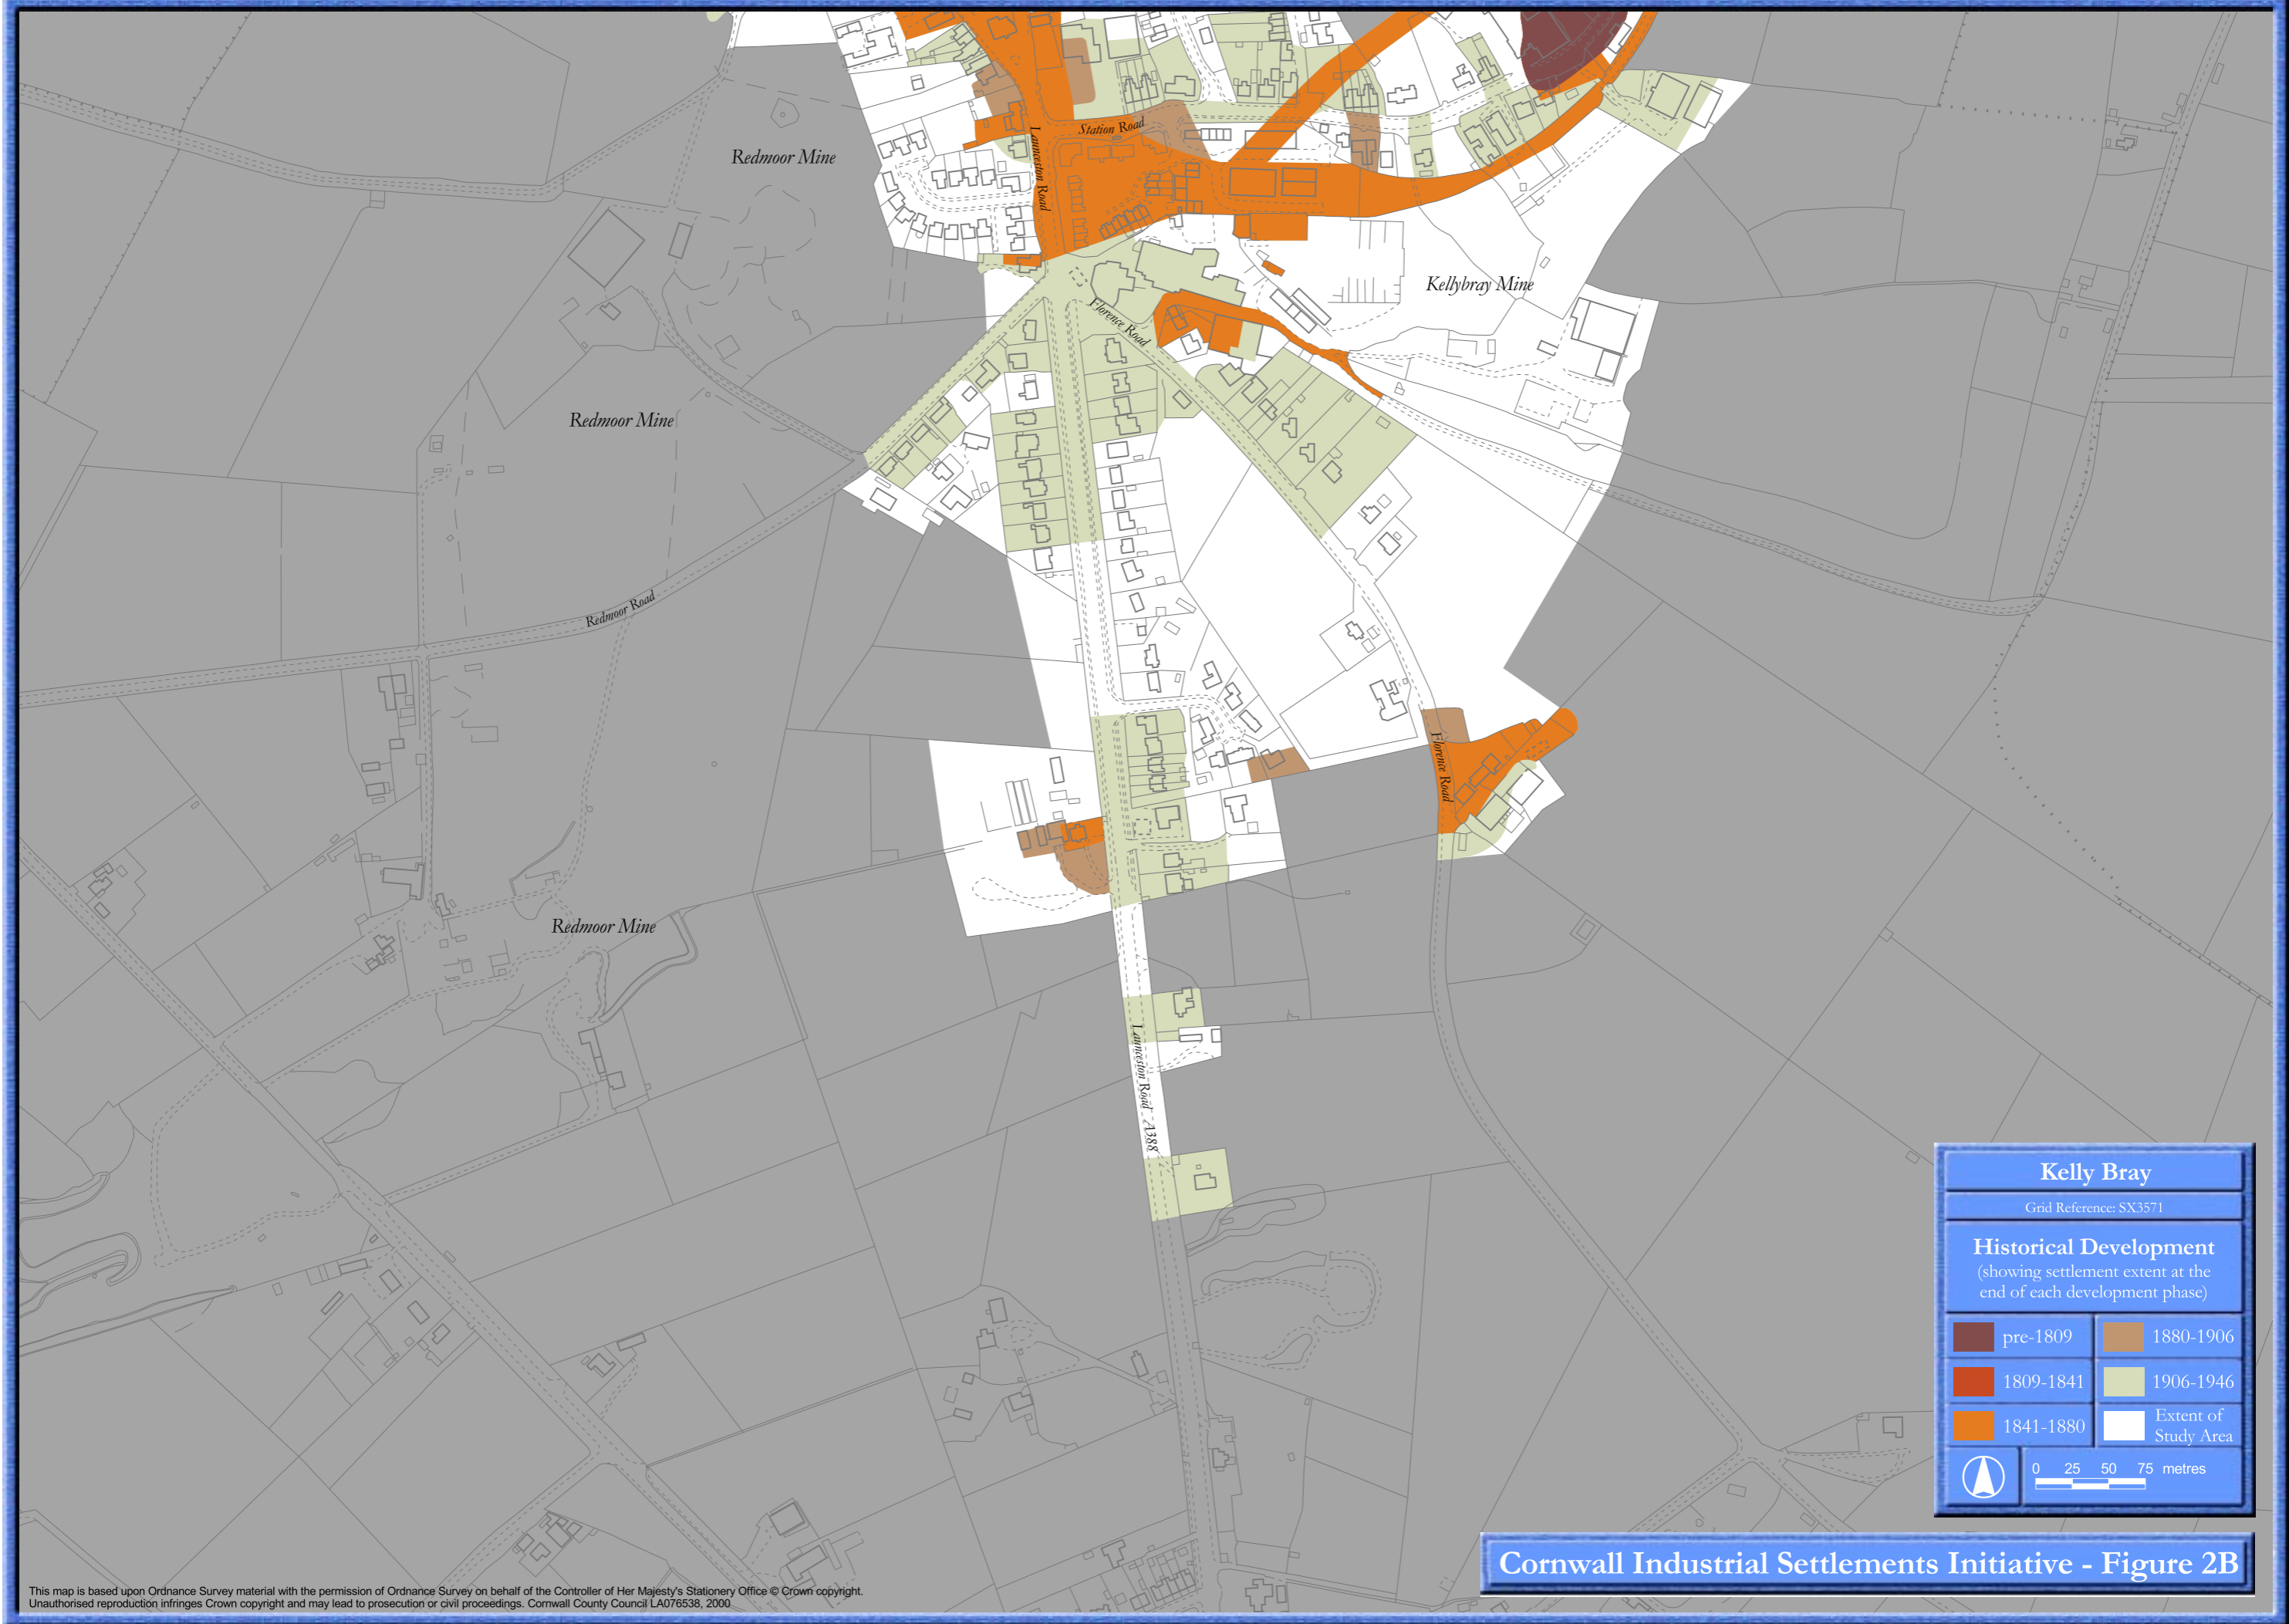 Station Road
Launceston Road
Redmoor Mine
Kellybray Mine
Florence Road
Redmoor Mine
Redmoor Road
Florence Road
Redmoor Mine
Launceston Road A388
Kelly Bray
Grid Reference: SX3571
Historical Development
(showing settlement extent at the
end of each development phase)
pre-1809
1880-1906
1809-1841
1906-1946
1841-1880
Extent of
Study Area
0 25 50 75 metres
Cornwall Industrial Settlements Initiative - Figure 2B
This map is based upon Ordnance Survey material with the permission of Ordnance Survey on behalf of the Controller of Her Majesty's Stationery Office © Crown copyright.
Unauthorised reproduction infringes Crown copyright and may lead to prosecution or civil proceedings. Cornwall County Council LA076538, 2000